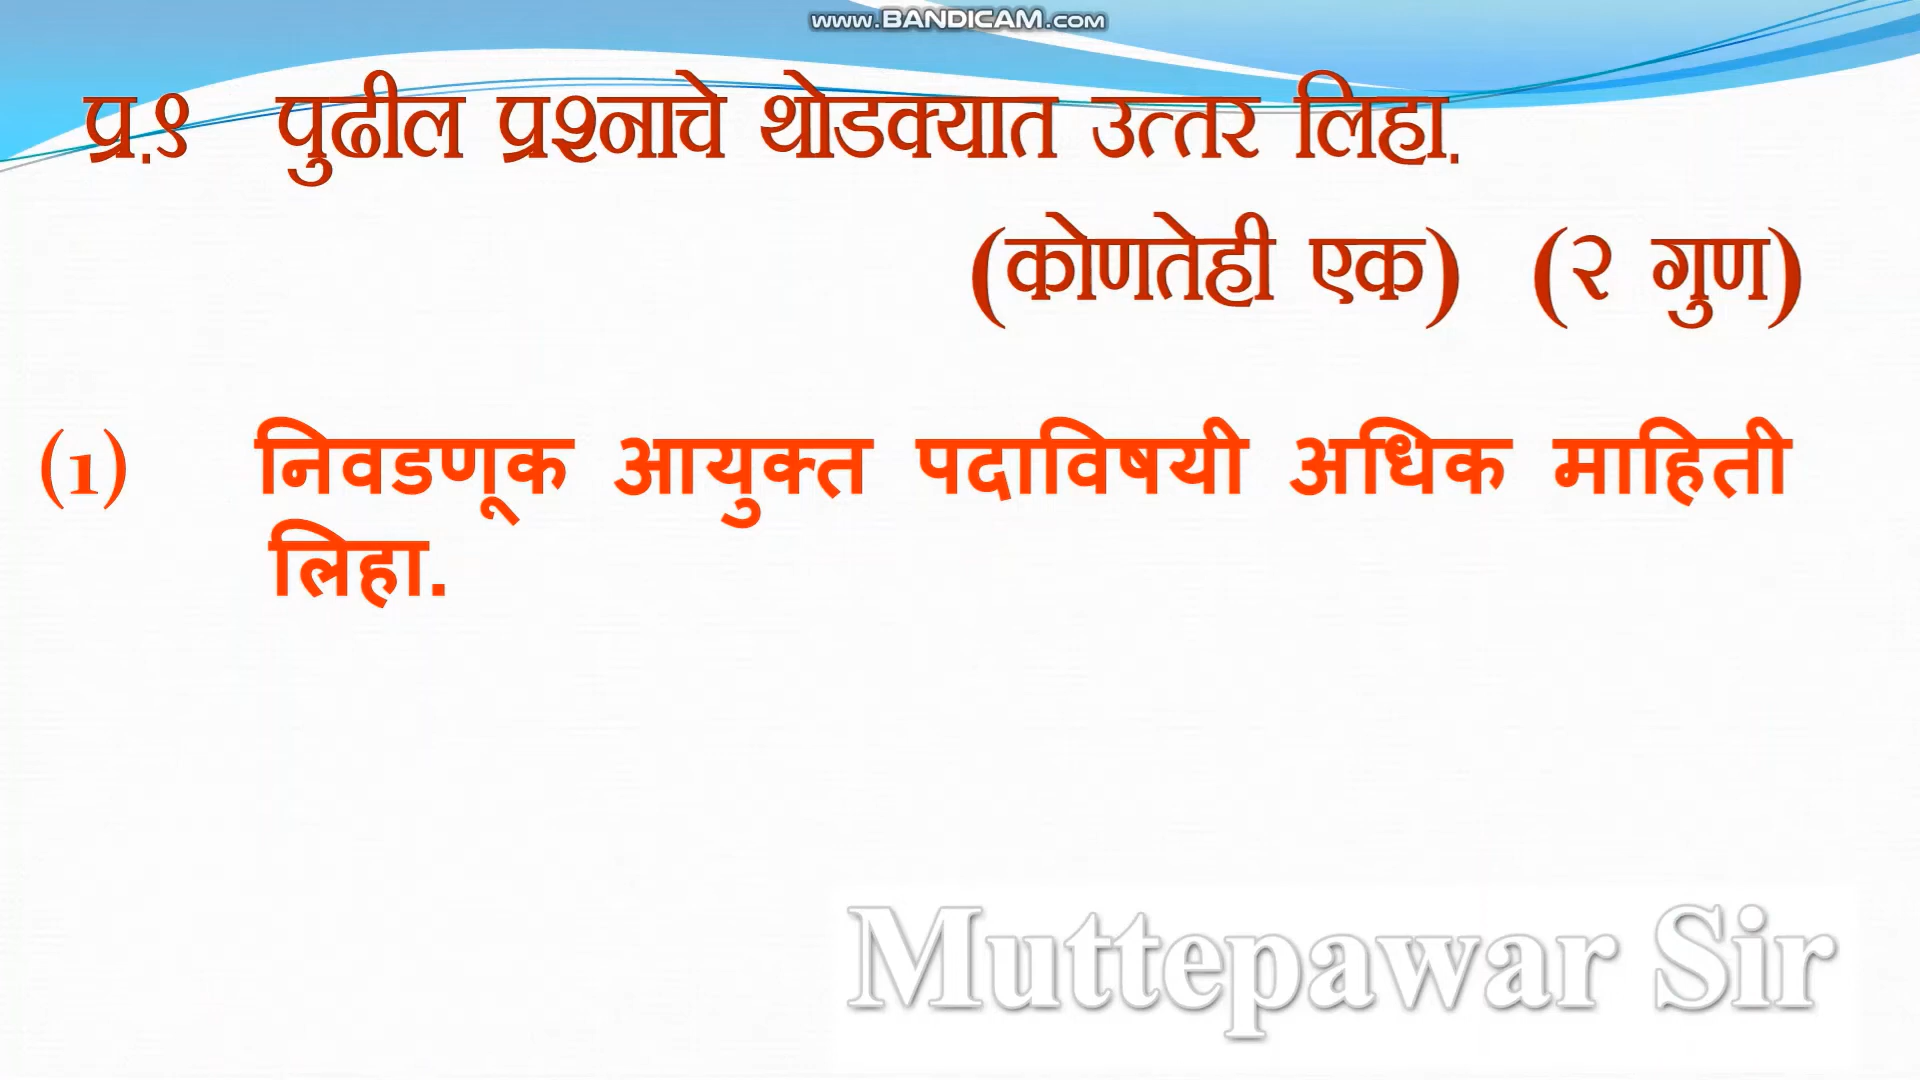 www.BANDICAM.com
प्र.९ पुढील प्रश्नाचे थोडक्यात उत्तर लिहा.
(कोणतेही एक) (२ गुण)
(1) निवडणूक आयुक्त पदाविषयी अधिक माहिती
लिहा.
Muttepawar Sir